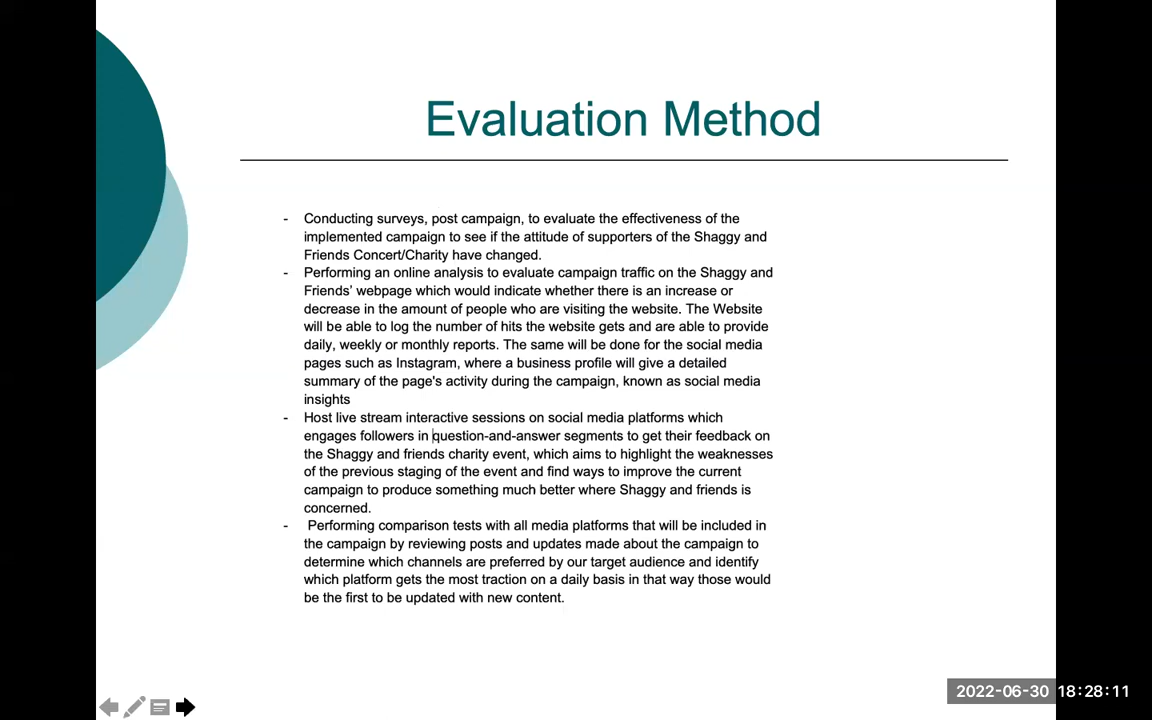 Evaluation Method
- Conducting surveys, post campaign, to evaluate the effectiveness of the
implemented campaign to see if the attitude of supporters of the Shaggy and
Friends Concert/Charity have changed.
- Performing an online analysis to evaluate campaign traffic on the Shaggy and
Friends’ webpage which would indicate whether there is an increase or
decrease in the amount of people who are visiting the website. The Website
will be able to log the number of hits the website gets and are able to provide
daily, weekly or monthly reports. The same will be done for the social media
pages such as Instagram, where a business profile will give a detailed
summary of the page's activity during the campaign, known as social media
insights
- Host live stream interactive sessions on social media platforms which
engages followers in question-and-answer segments to get their feedback on
the Shaggy and friends charity event, which aims to highlight the weaknesses
of the previous staging of the event and find ways to improve the current
campaign to produce something much better where Shaggy and friends is
concerned.
- Performing comparison tests with all media platforms that will be included in
the campaign by reviewing posts and updates made about the campaign to
determine which channels are preferred by our target audience and identify
which platform gets the most traction on a daily basis in that way those would
be the first to be updated with new content.
2022-06-30 18:28:11